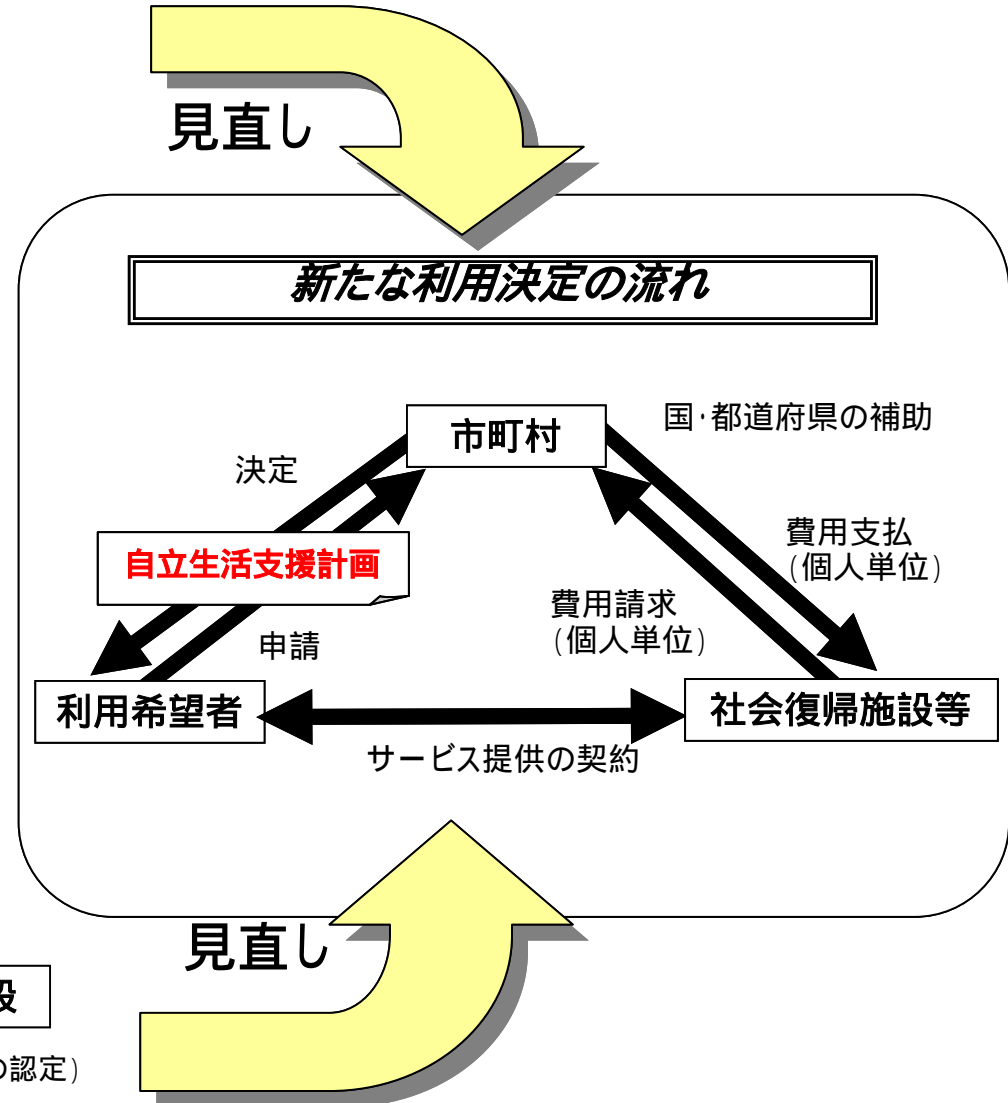 見直し
新たな利用決定の流れ
市町村
国・都道府県の補助
決定
自立生活支援計画
費用支払
(個人単位)
費用請求
(個人単位)
申請
利用希望者
社会復帰施設等
サービス提供の契約
見直し
設
の認定)